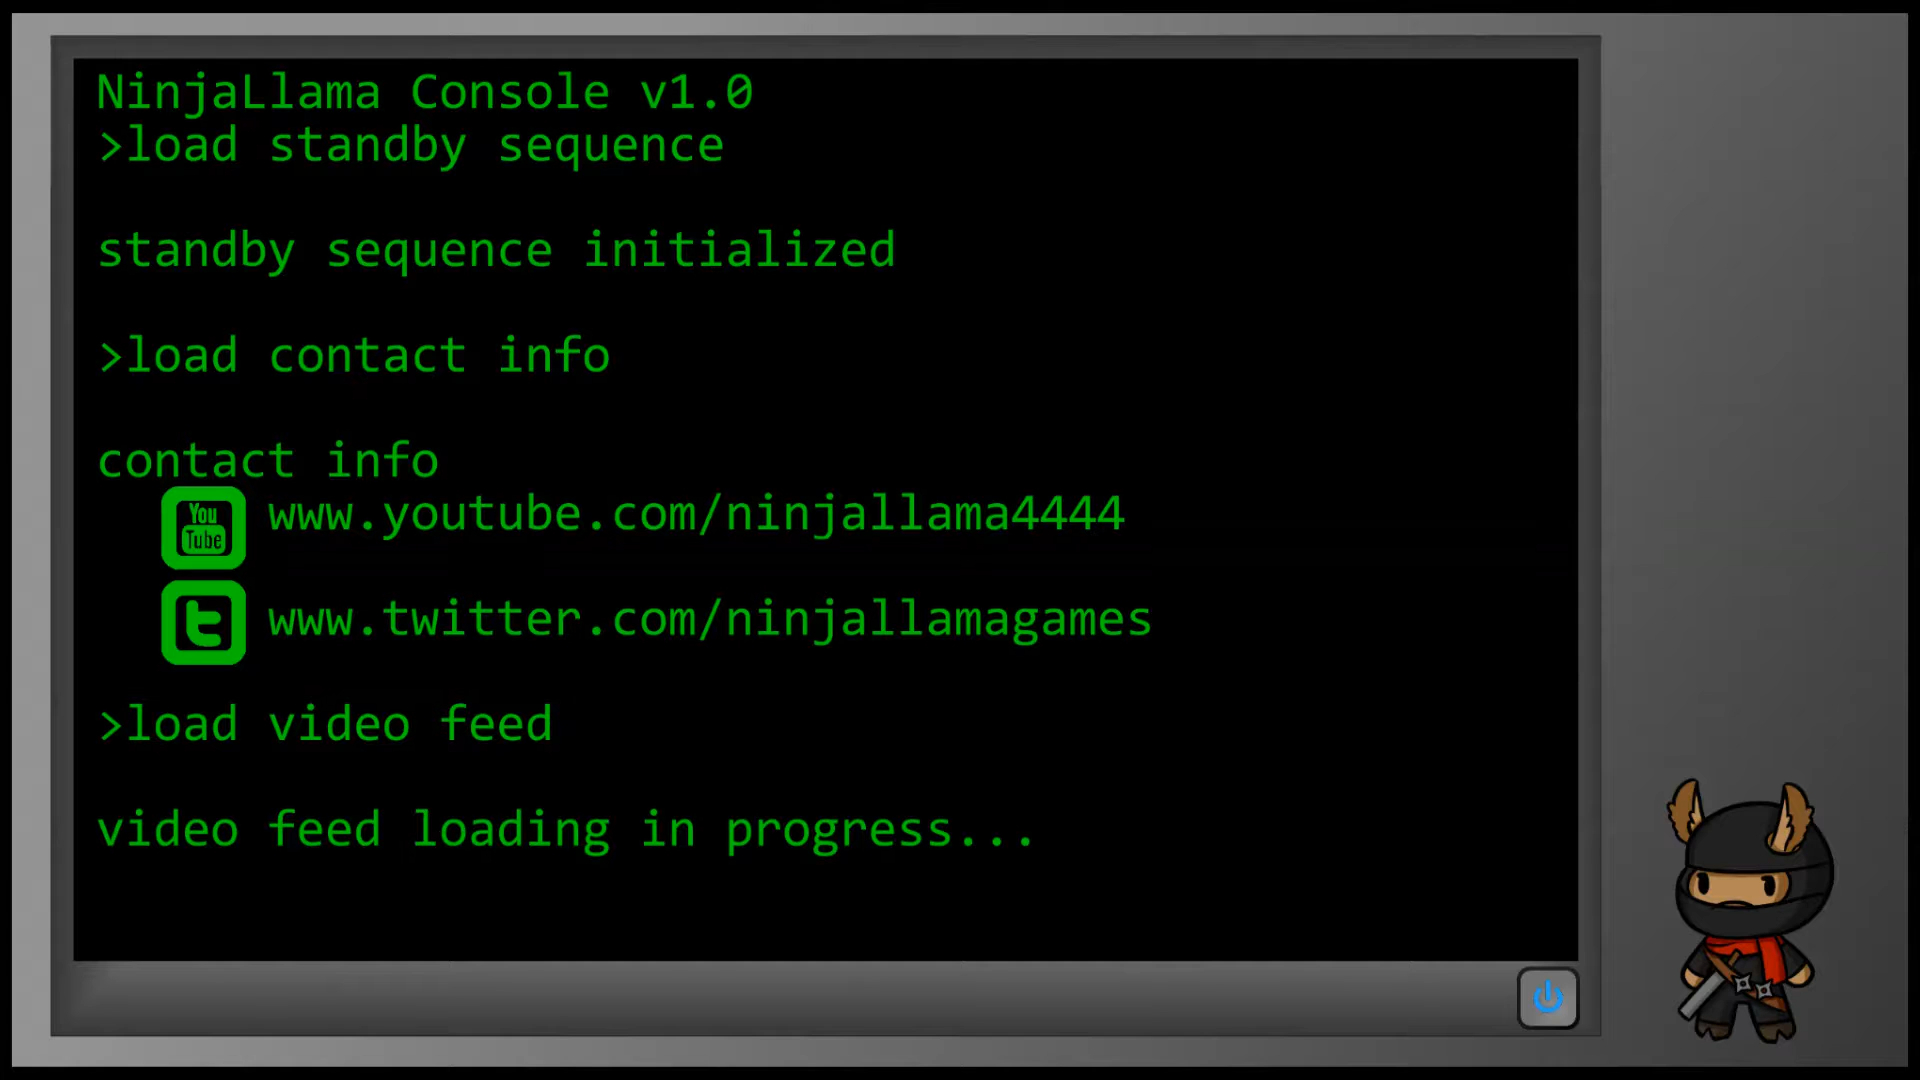 NinjaLlama Console v1.0
>load standby sequence
standby sequence initialized
>load contact info
contact info
You
Tube
www.youtube.com/ninjallama4444
t
www.twitter.com/ninjallamagames
>load video feed
video feed loading in progress...